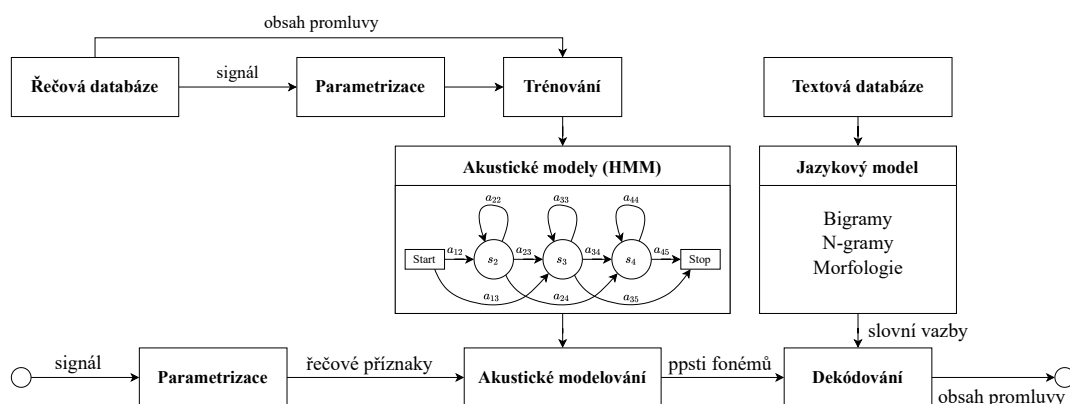 obsah promluvy
Řečová databáze
signál
Parametrizace
Trénování
Textová databáze
Akustické modely (HMM)
Jazykový model
a22 a33 a44
Start a12 s2 a23 s3 a34 s4 a45 Stop
a13 a24 a35
Bigramy
N-gramy
Morfologie
slovní vazby
signál
Parametrizace
řečové příznaky
Akustické modelování
ppsti fonémů
Dekódování
obsah promluvy